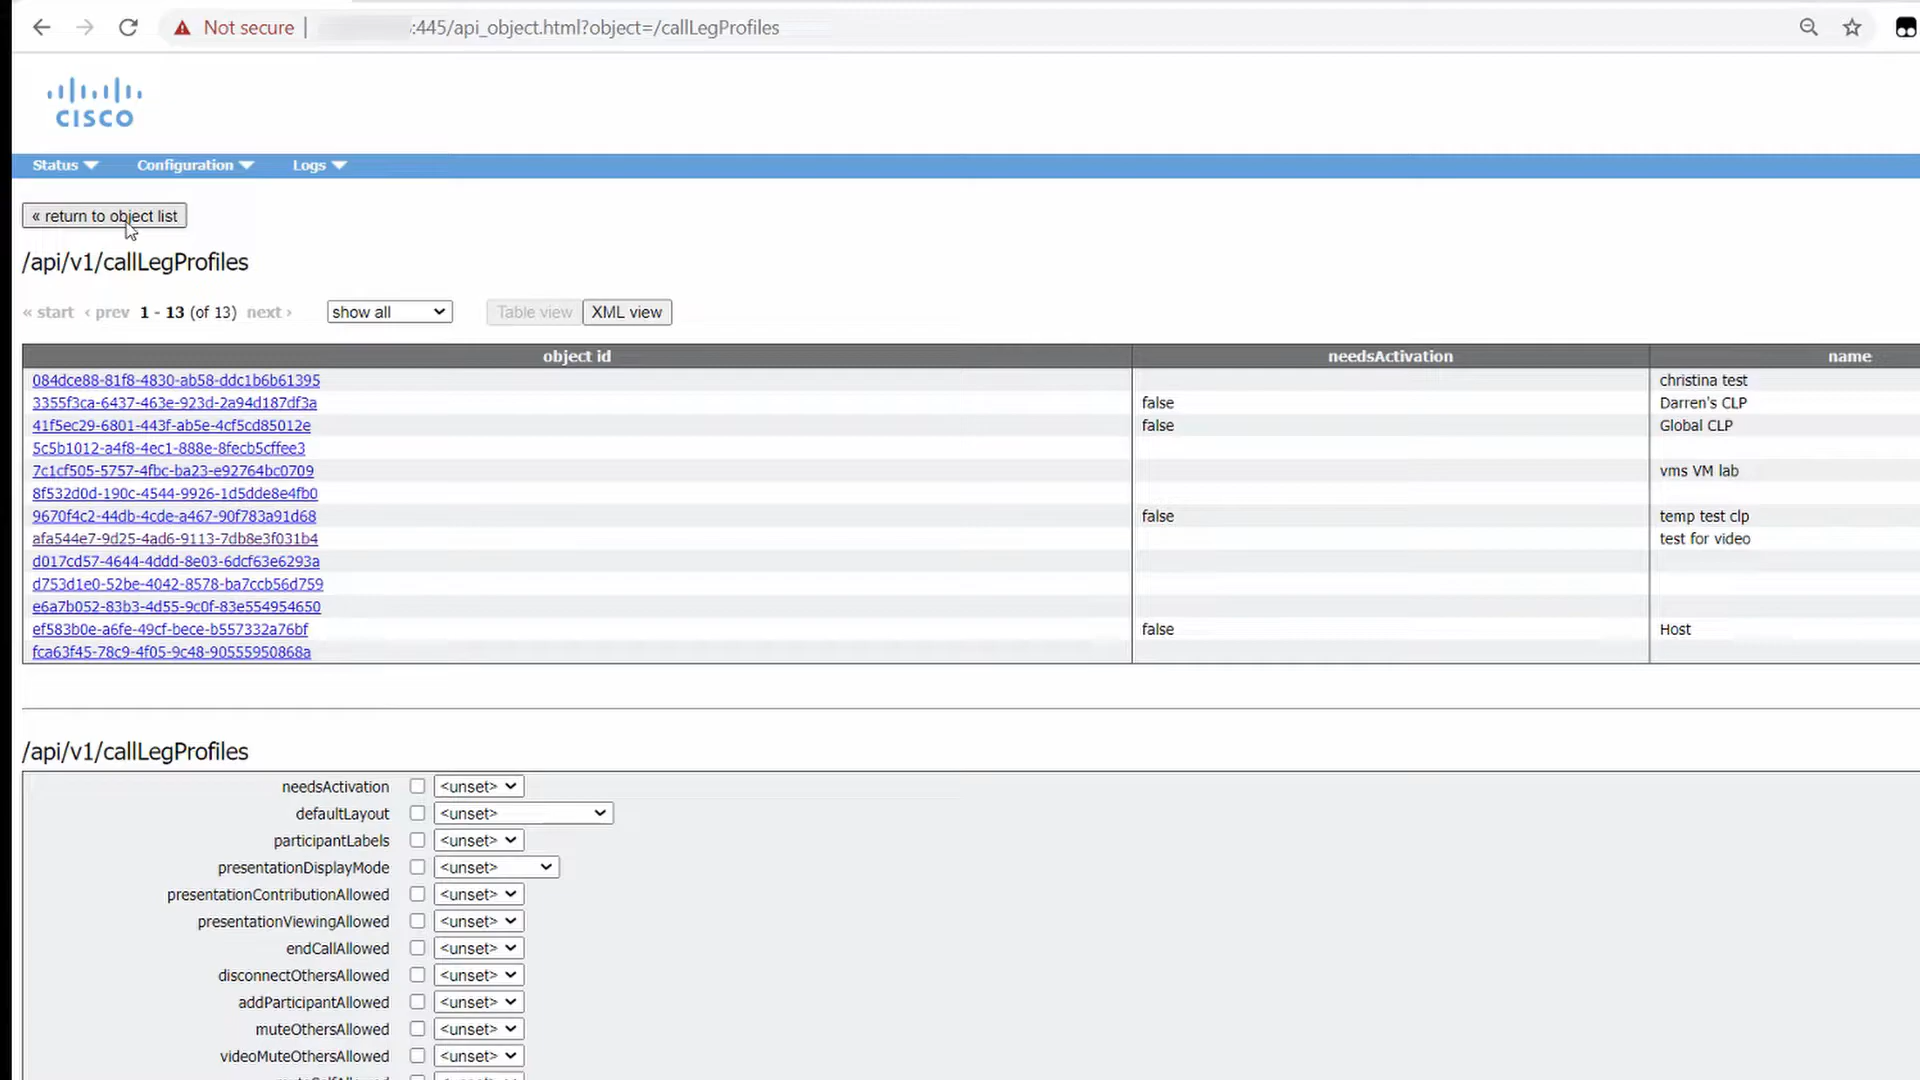 Not secure | :445/api_object.html?object=/callLegProfiles
CISCO
Status Configuration Logs
« return to object list
/api/v1/callLegProfiles
« start ‹ prev 1 - 13 (of 13) next › show all Table view XML view
object id needsActivation name
084dce88-81f8-4830-ab58-ddc1b6b61395 christina test
3355f3ca-6437-463e-923d-2a94d187df3a false Darren's CLP
41f5ec29-6801-443f-ab5e-4cf5cd85012e false Global CLP
5c5b1012-a4f8-4ec1-888e-8fecb5cffee3
7c1cf505-5757-4fbc-ba23-e92764bc0709 vms VM lab
8f532d0d-190c-4544-9926-1d5dde8e4fb0
9670f4c2-44db-4cde-a467-90f783a91d68 false temp test clp
afa544e7-9d25-4ad6-9113-7db8e3f031b4 test for video
d017cd57-4644-4ddd-8e03-6dcf63e6293a
d753d1e0-52be-4042-8578-ba7ccb56d759
e6a7b052-83b3-4d55-9c0f-83e554954650
ef583b0e-a6fe-49cf-bece-b557332a76bf false Host
fca63f45-78c9-4f05-9c48-90555950868a
/api/v1/callLegProfiles
needsActivation <unset>
defaultLayout <unset>
participantLabels <unset>
presentationDisplayMode <unset>
presentationContributionAllowed <unset>
presentationViewingAllowed <unset>
endCallAllowed <unset>
disconnectOthersAllowed <unset>
addParticipantAllowed <unset>
muteOthersAllowed <unset>
videoMuteOthersAllowed <unset>